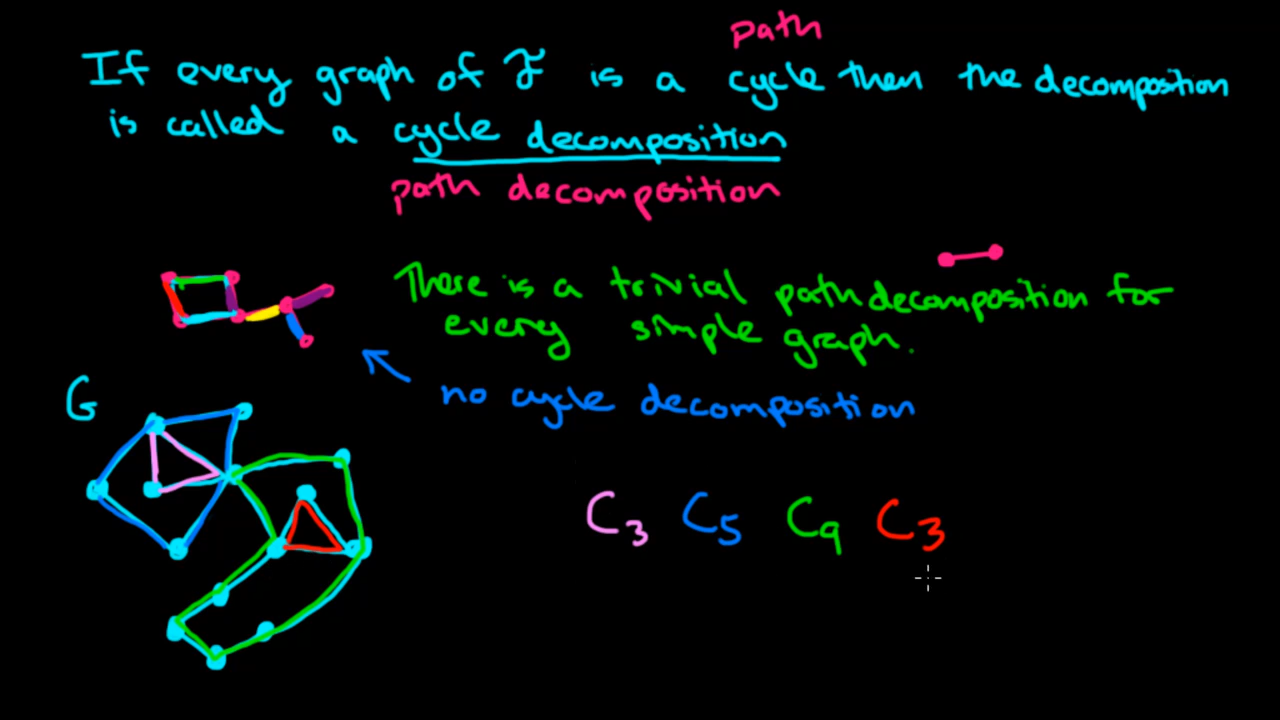 path
If every graph of ℱ is a cycle then the decomposition
is called a cycle decomposition
path decomposition
There is a trivial path decomposition for
every simple graph.
no cycle decomposition
G
C₃ C₅ C₉ C₃